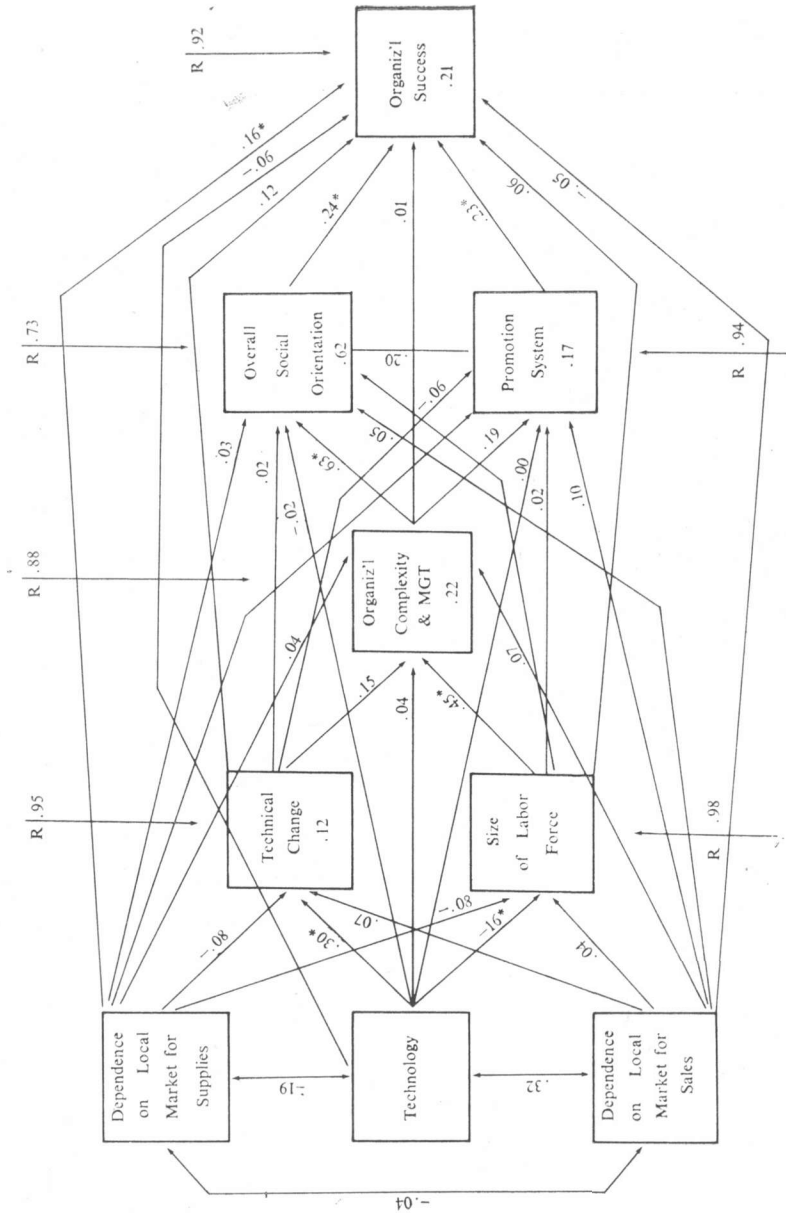 R .95
R .88
R .73
R .92
Dependence
on Local
Market for
Supplies
Technical
Change
.12
Overall
Social
Orientation
.62
Organiz'l
Success
.21
Technology
Organiz'l
Complexity
& MGT
.22
Dependence
on Local
Market for
Sales
Size
of Labor
Force
Promotion
System
.17
R .98
R .94
-.04
-.19
.32
-.08
.30*
.07
-.08
-.16*
.04
.04
.15
.04
.45*
.07
.03
.02
-.02
.63*
.05
-.06
.19
.00
.02
.10
.20
.16*
-.06
.12
.24*
.01
.23*
.06
-.05